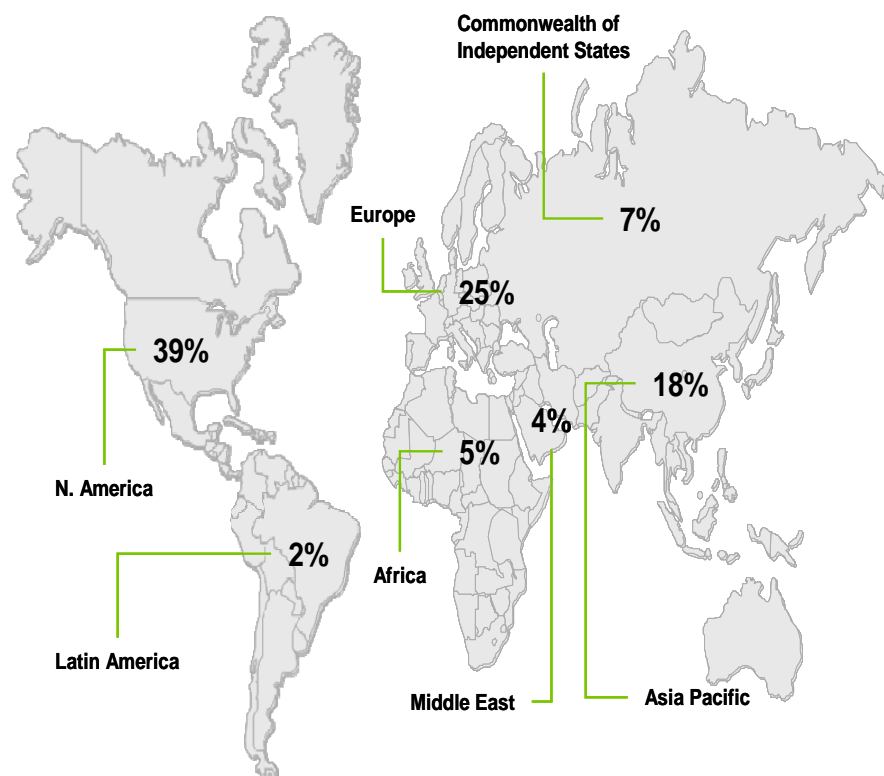 Commonwealth of
Independent States
7%
Europe
25%
39%
18%
4%
5%
N. America
2%
Africa
Latin America
Middle East
Asia Pacific